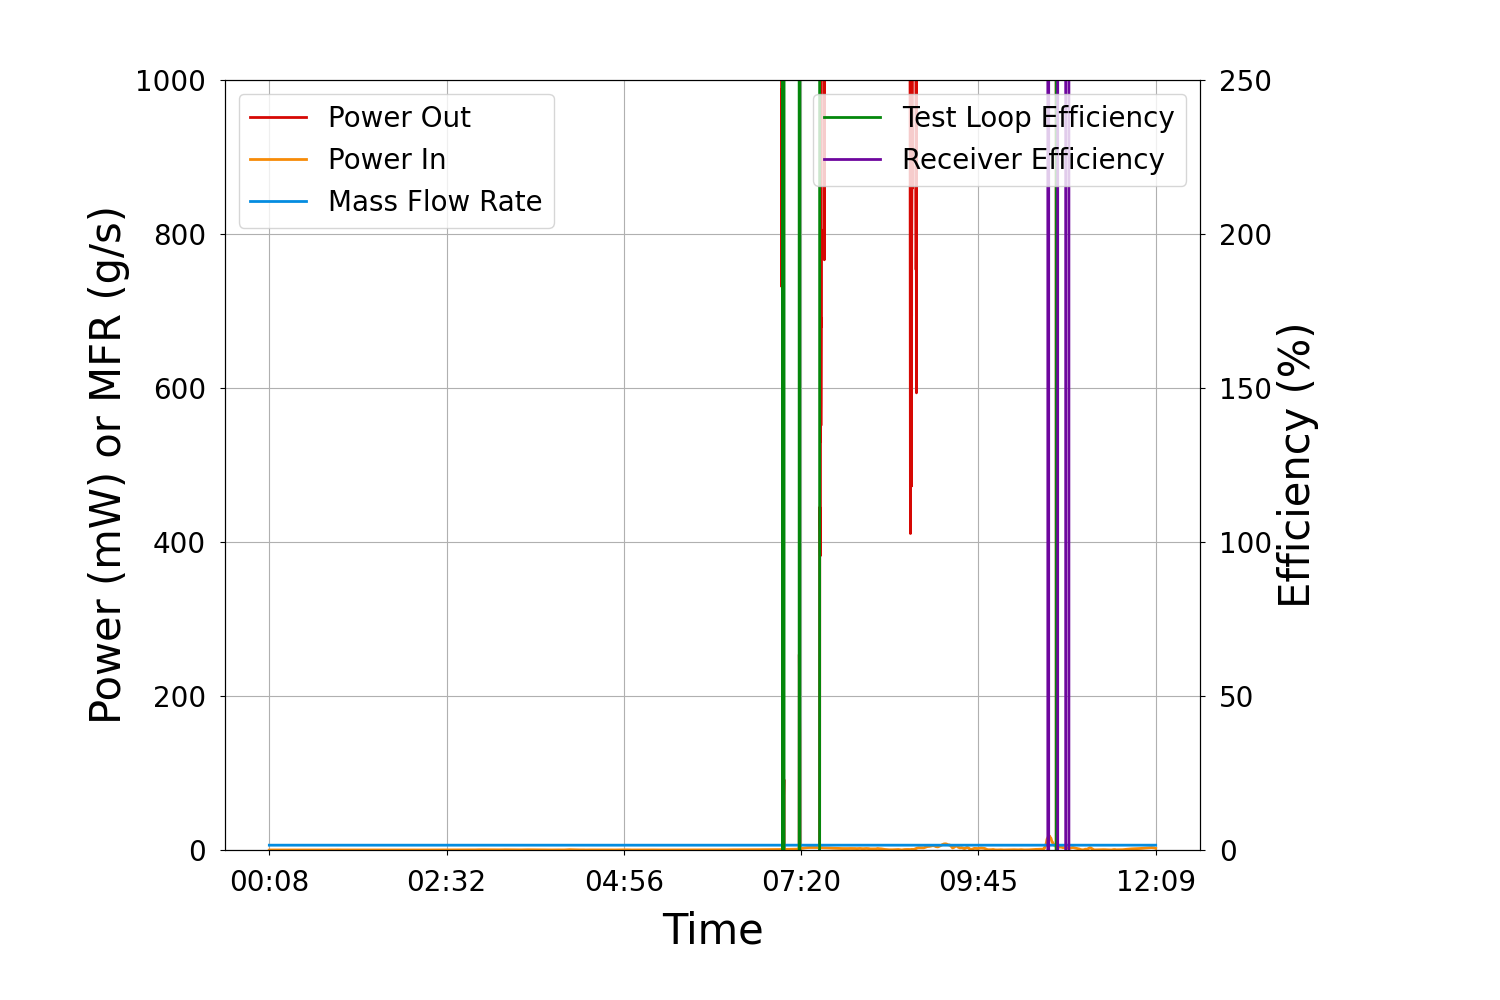 Power Out
Power In
Mass Flow Rate
Test Loop Efficiency
Receiver Efficiency
Power (mW) or MFR (g/s)
1000
800
600
400
200
0
Efficiency (%)
250
200
150
100
50
0
00:08 02:32 04:56 07:20 09:45 12:09
Time